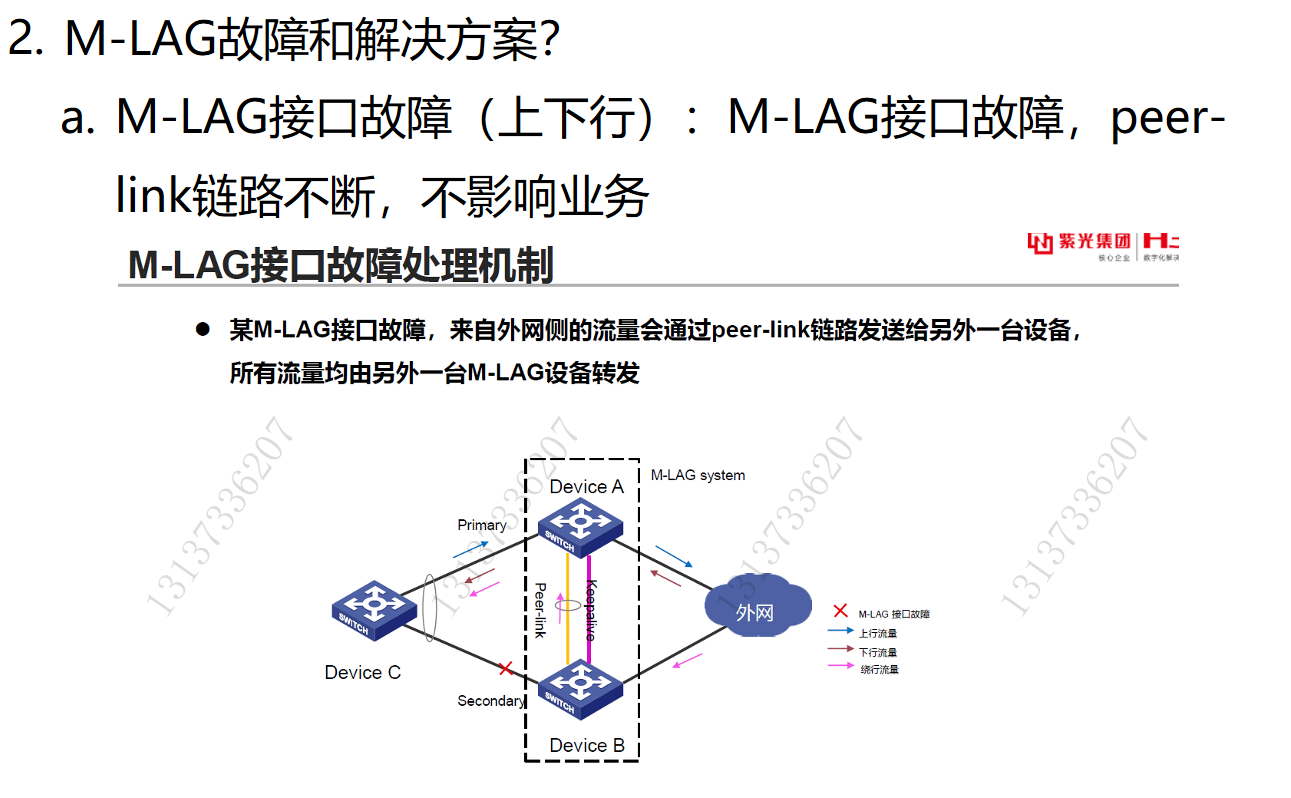 2. M-LAG故障和解决方案?
a. M-LAG接口故障（上下行）：M-LAG接口故障，peer-
link链路不断，不影响业务
紫光集团
核心企业
数字化解决
M-LAG接口故障处理机制
● 某M-LAG接口故障，来自外网侧的流量会通过peer-link链路发送给另外一台设备，
所有流量均由另外一台M-LAG设备转发
M-LAG system
Device A
Primary
SWITCH
Peer-link
Keepalive
SWITCH
外网
M-LAG 接口故障
上行流量
下行流量
绕行流量
Device C
Secondary
SWITCH
Device B
13137336207
13137336207
13137336207
13137336207